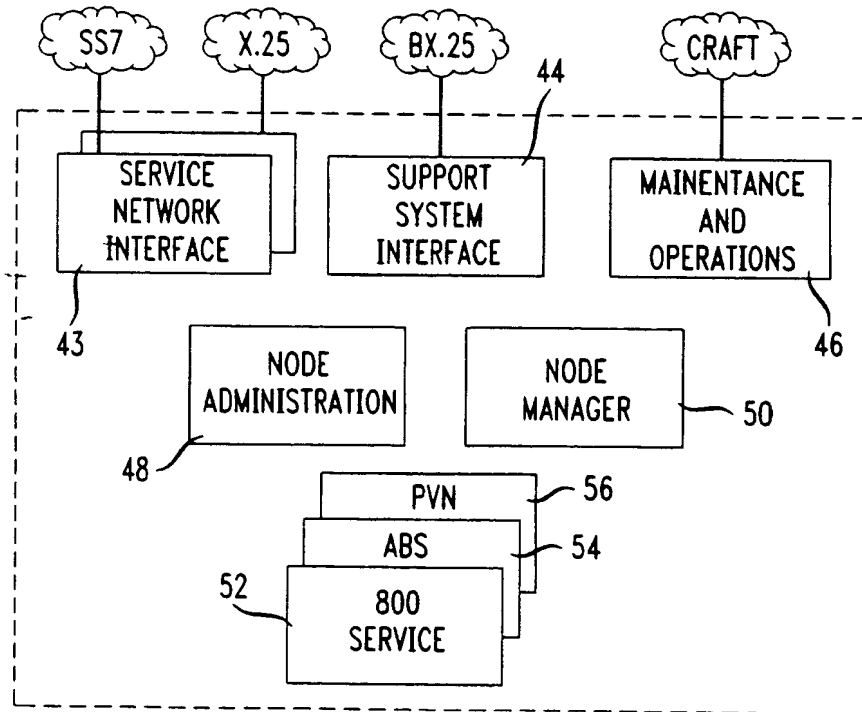 SS7
X.25
BX.25
CRAFT
44
SERVICE
NETWORK
INTERFACE
SUPPORT
SYSTEM
INTERFACE
MAINENTANCE
AND
OPERATIONS
43
46
NODE
ADMINISTRATION
NODE
MANAGER
50
48
PVN
56
ABS
54
52
800
SERVICE